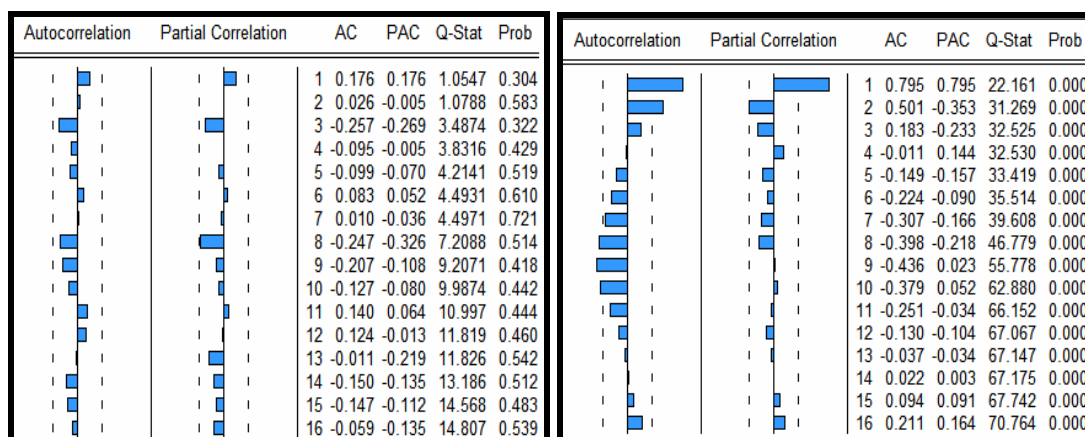 Autocorrelation Partial Correlation AC PAC Q-Stat Prob
1 0.176 0.176 1.0547 0.304
2 0.026 -0.005 1.0788 0.583
3 -0.257 -0.269 3.4874 0.322
4 -0.095 -0.005 3.8316 0.429
5 -0.099 -0.070 4.2141 0.519
6 0.083 0.052 4.4931 0.610
7 0.010 -0.036 4.4971 0.721
8 -0.247 -0.326 7.2088 0.514
9 -0.207 -0.108 9.2071 0.418
10 -0.127 -0.080 9.9874 0.442
11 0.140 0.064 10.997 0.444
12 0.124 -0.013 11.819 0.460
13 -0.011 -0.219 11.826 0.542
14 -0.150 -0.135 13.186 0.512
15 -0.147 -0.112 14.568 0.483
16 -0.059 -0.135 14.807 0.539
Autocorrelation Partial Correlation AC PAC Q-Stat Prob
1 0.795 0.795 22.161 0.000
2 0.501 -0.353 31.269 0.000
3 0.183 -0.233 32.525 0.000
4 -0.011 0.144 32.530 0.000
5 -0.149 -0.157 33.419 0.000
6 -0.224 -0.090 35.514 0.000
7 -0.307 -0.166 39.608 0.000
8 -0.398 -0.218 46.779 0.000
9 -0.436 0.023 55.778 0.000
10 -0.379 0.052 62.880 0.000
11 -0.251 -0.034 66.152 0.000
12 -0.130 -0.104 67.067 0.000
13 -0.037 -0.034 67.147 0.000
14 0.022 0.003 67.175 0.000
15 0.094 0.091 67.742 0.000
16 0.211 0.164 70.764 0.000